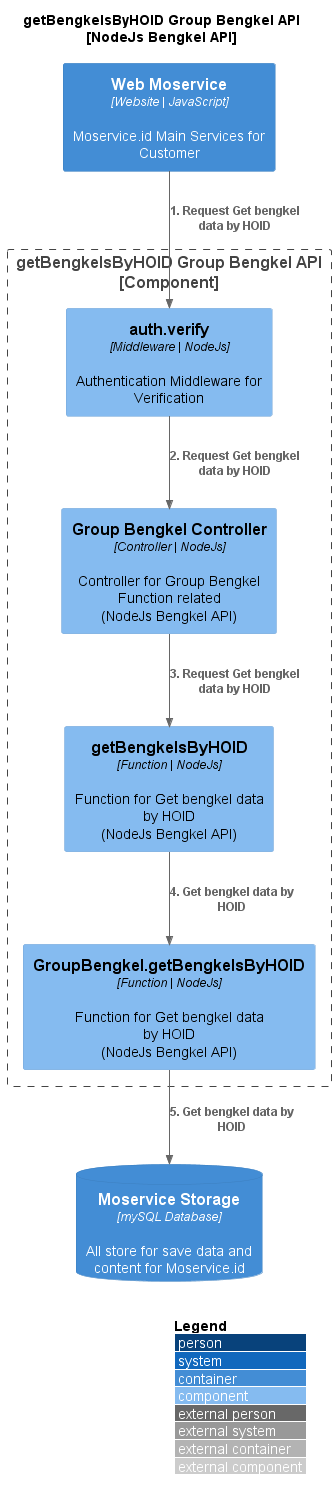 getBengkelsByHOID Group Bengkel API
[NodeJs Bengkel API]
Web Moservice
[Website | JavaScript]
Moservice.id Main Services for
Customer
1. Request Get bengkel
data by HOID
getBengkelsByHOID Group Bengkel API
[Component]
auth.verify
[Middleware | NodeJs]
Authentication Middleware for
Verification
2. Request Get bengkel
data by HOID
Group Bengkel Controller
[Controller | NodeJs]
Controller for Group Bengkel
Function related
(NodeJs Bengkel API)
3. Request Get bengkel
data by HOID
getBengkelsByHOID
[Function | NodeJs]
Function for Get bengkel data
by HOID
(NodeJs Bengkel API)
4. Get bengkel data by
HOID
GroupBengkel.getBengkelsByHOID
[Function | NodeJs]
Function for Get bengkel data
by HOID
(NodeJs Bengkel API)
5. Get bengkel data by
HOID
Moservice Storage
[mySQL Database]
All store for save data and
content for Moservice.id
Legend
person
system
container
component
external person
external system
external container
external component